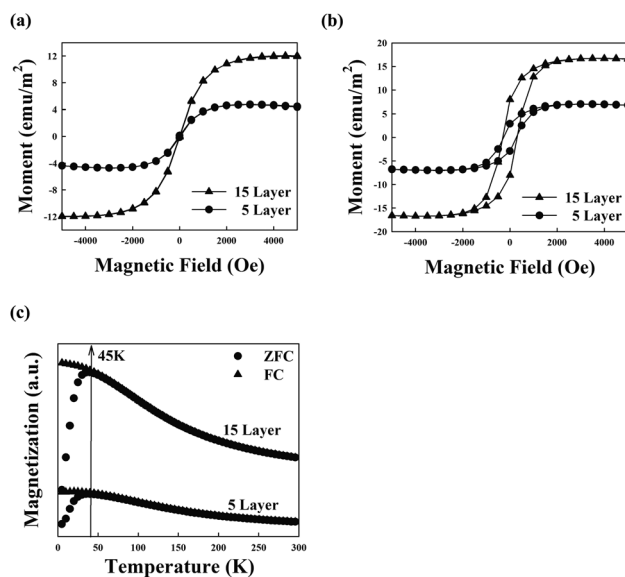 (a)
Moment (emu/m²)
12
8
4
0
-4
-8
-12
15 Layer
5 Layer
-4000 -2000 0 2000 4000
Magnetic Field (Oe)
(b)
Moment (emu/m²)
20
15
10
5
0
-5
-10
-15
-20
15 Layer
5 Layer
-4000 -2000 0 2000 4000
Magnetic Field (Oe)
(c)
Magnetization (a.u.)
45K
ZFC
FC
15 Layer
5 Layer
0 50 100 150 200 250 300
Temperature (K)